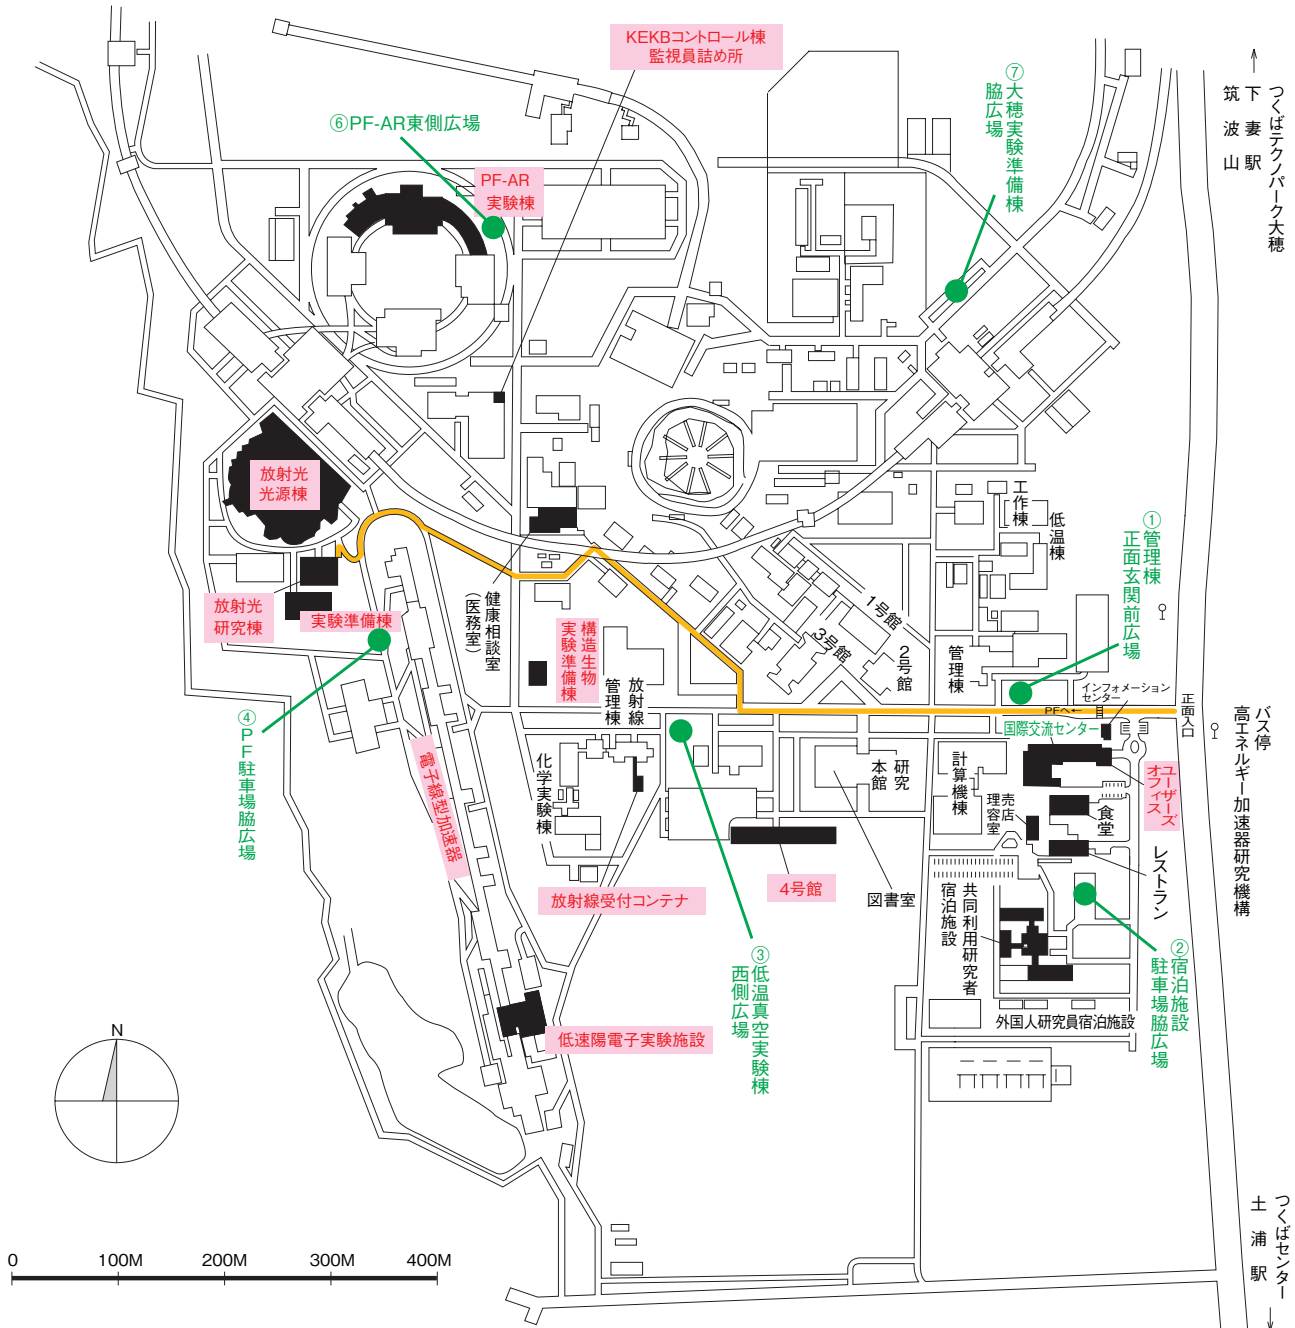 KEKBコントロール棟
監視員詰め所
⑥PF-AR東側広場
PF-AR
実験棟
⑦大穂実験準備棟
脇広場
つくばテクノパーク大穂
下妻駅
筑波山
放射光
光源棟
放射光
研究棟
実験準備棟
④PF駐車場脇広場
電子線型加速器
健康相談室
(医務室)
構造生物
実験準備棟
放射線
管理棟
化学実験棟
放射線受付コンテナ
4号館
③低温真空実験棟
西側広場
低速陽電子実験施設
1号館
3号館
2号館
管理棟
工作棟
低温棟
①管理棟
正面玄関前広場
インフォメーション
センター
PFへ←
国際交流センター
正面入口
バス停
高エネルギー加速器研究機構
ユーザーズ
オフィス
研究
本館
計算機棟
売店
理容室
食堂
レストラン
図書室
共同利用研究者
宿泊施設
②宿泊施設
駐車場脇広場
外国人研究員宿泊施設
N
0 100M 200M 300M 400M
つくばセンター
土浦駅